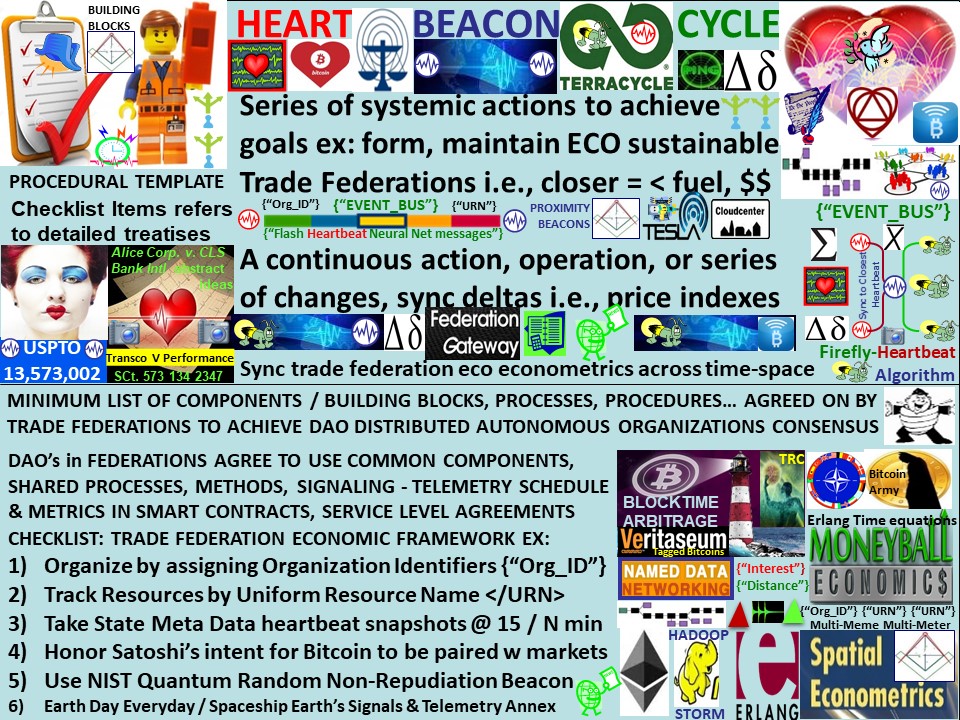 BUILDING
BLOCKS
HEART BEACON CYCLE
bitcoin
TERRACYCLE
Series of systemic actions to achieve
goals ex: form, maintain ECO sustainable
Trade Federations i.e., closer = < fuel, $$
{“Org_ID”} {“EVENT_BUS”} {“URN”}
{“Flash Heartbeat Neural Net messages”}
PROXIMITY
BEACONS
TESLA
Cloudcenter
A continuous action, operation, or series
of changes, sync deltas i.e., price indexes
Δδ
Federation
Gateway
Sync trade federation eco econometrics across time-space
PROCEDURAL TEMPLATE
Checklist Items refers
to detailed treatises
Alice Corp. v. CLS
Bank Intl. Abstract
ideas
USPTO
13,573,002
Transco V Performance
SCt. 573 134 2347
{“EVENT_BUS”}
Σ X̄
Sync to Closest
Heartbeat
Δδ
Firefly-Heartbeat
Algorithm
MINIMUM LIST OF COMPONENTS / BUILDING BLOCKS, PROCESSES, PROCEDURES... AGREED ON BY
TRADE FEDERATIONS TO ACHIEVE DAO DISTRIBUTED AUTONOMOUS ORGANIZATIONS CONSENSUS
DAO’s in FEDERATIONS AGREE TO USE COMMON COMPONENTS,
SHARED PROCESSES, METHODS, SIGNALING - TELEMETRY SCHEDULE
& METRICS IN SMART CONTRACTS, SERVICE LEVEL AGREEMENTS
CHECKLIST: TRADE FEDERATION ECONOMIC FRAMEWORK EX:
1) Organize by assigning Organization Identifiers {“Org_ID”}
2) Track Resources by Uniform Resource Name </URN>
3) Take State Meta Data heartbeat snapshots @ 15 / N min
4) Honor Satoshi’s intent for Bitcoin to be paired w markets
5) Use NIST Quantum Random Non-Repudiation Beacon
6) Earth Day Everyday / Spaceship Earth’s Signals & Telemetry Annex
BLOCKTIME
ARBITRAGE
TRC
Veritaseum
Tagged Bitcoins
NAMED DATA
NETWORKING
{“Interest”}
{“Distance”}
Bitcoin
Army
Erlang Time equations
MONEYBALL
ECONOMIC$
{“Org_ID”} {“URN”} {“URN”}
Multi-Meme Multi-Meter
HADOOP
STORM
ERLANG
Spatial
Econometrics